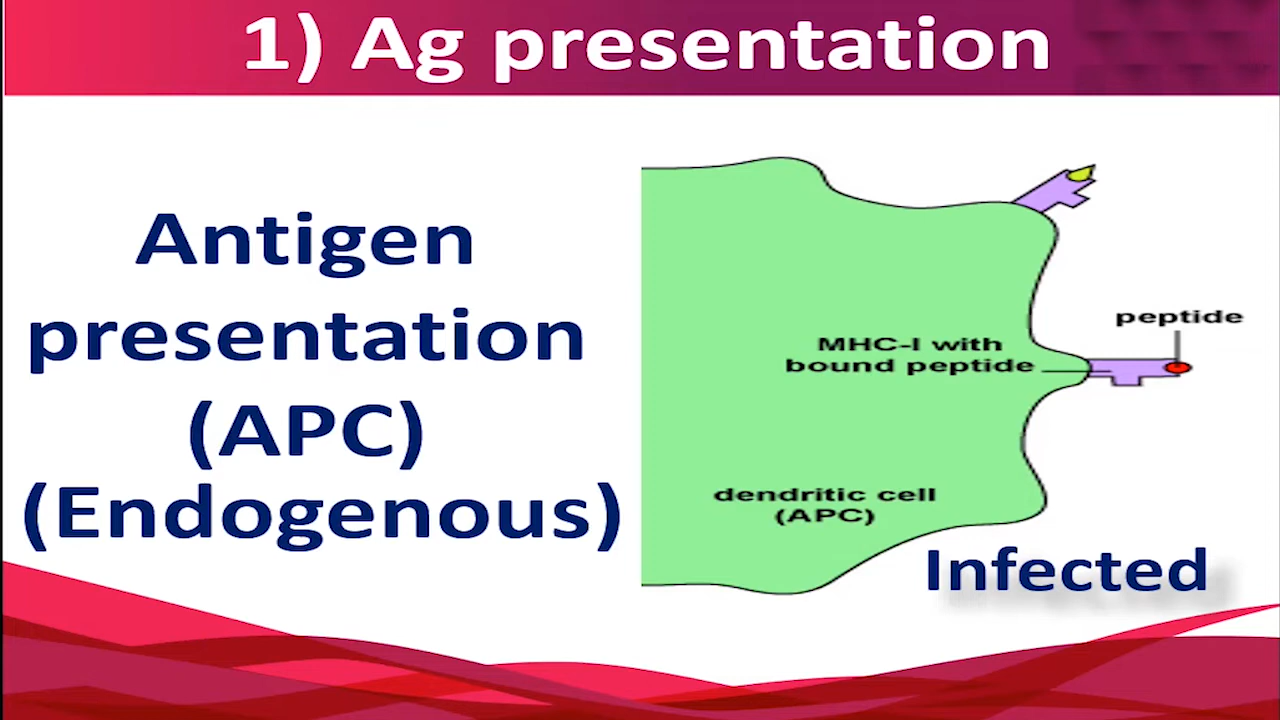 1) Ag presentation
Antigen
presentation
(APC)
(Endogenous)
peptide
MHC-I with
bound peptide
dendritic cell
(APC)
Infected